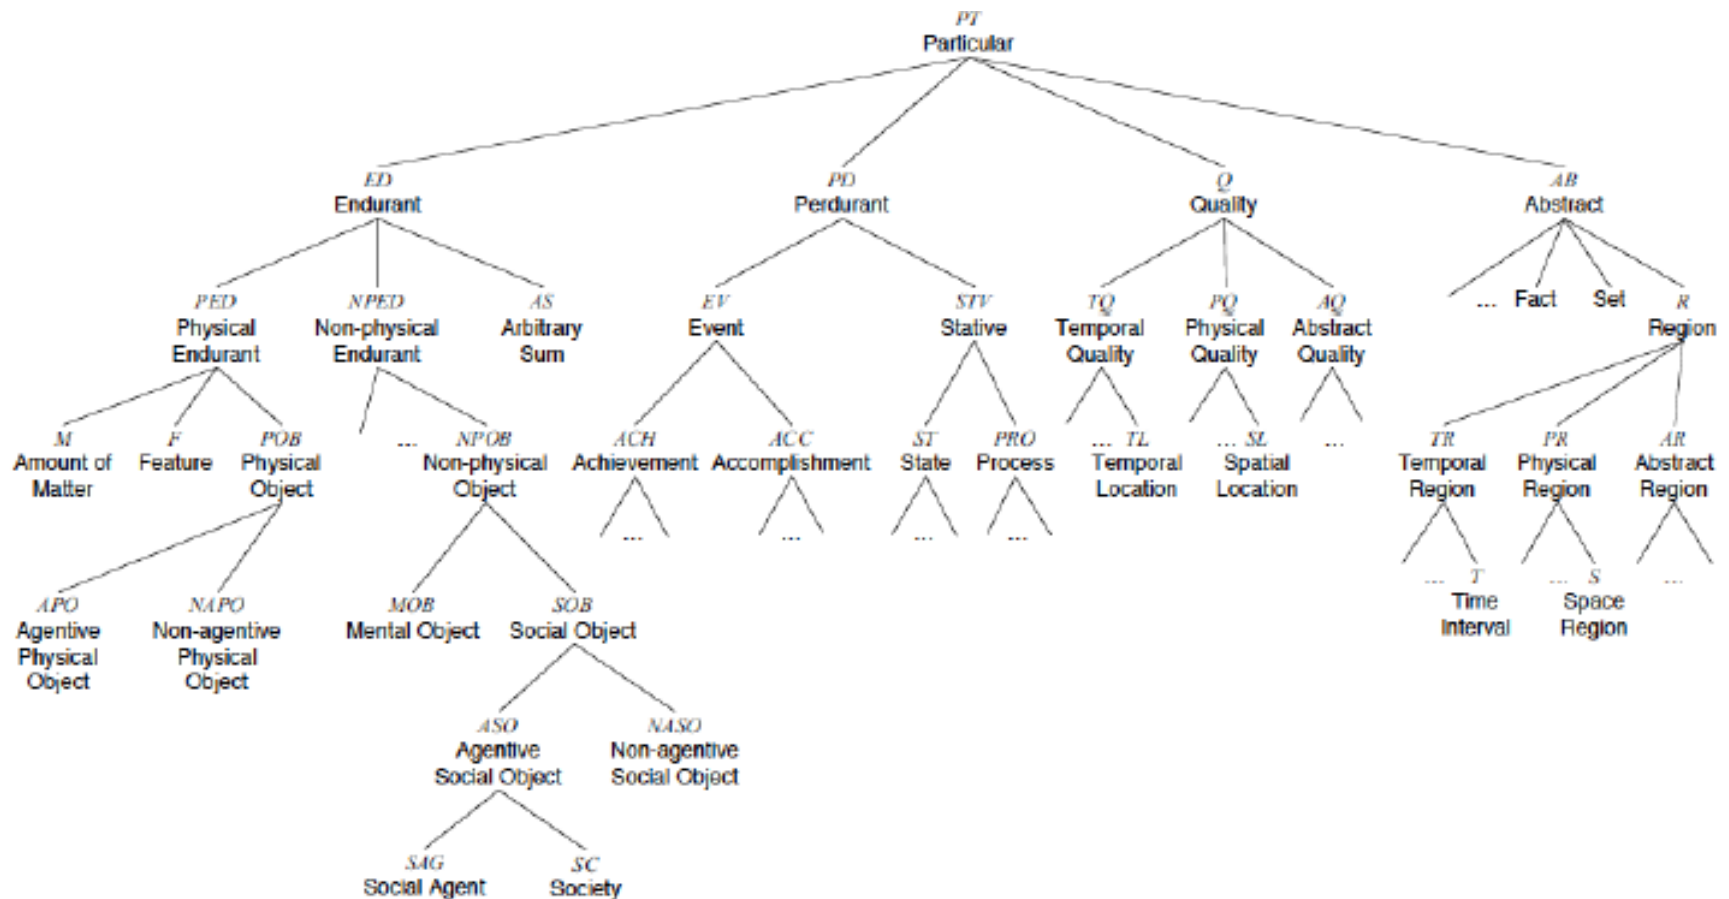 PT
Particular
ED PD Q AB
Endurant Perdurant Quality Abstract
PED NPED AS EV STV TQ PQ AQ ... Fact Set R
Physical Non-physical Arbitrary Event Stative Temporal Physical Abstract Region
Endurant Endurant Sum Quality Quality Quality
M F POB ... NPOB ACH ACC ST PRO ... TL ... SL ... TR PR AR
Amount of Feature Physical Non-physical Achievement Accomplishment State Process Temporal Spatial Temporal Physical Abstract
Matter Object Object Location Location Region Region Region
... ... ... ...
... T ... S ...
APO NAPO MOB SOB Time Space
Agentive Non-agentive Mental Object Social Object Interval Region
Physical Physical
Object Object
ASO NASO
Agentive Non-agentive
Social Object Social Object
SAG SC
Social Agent Society